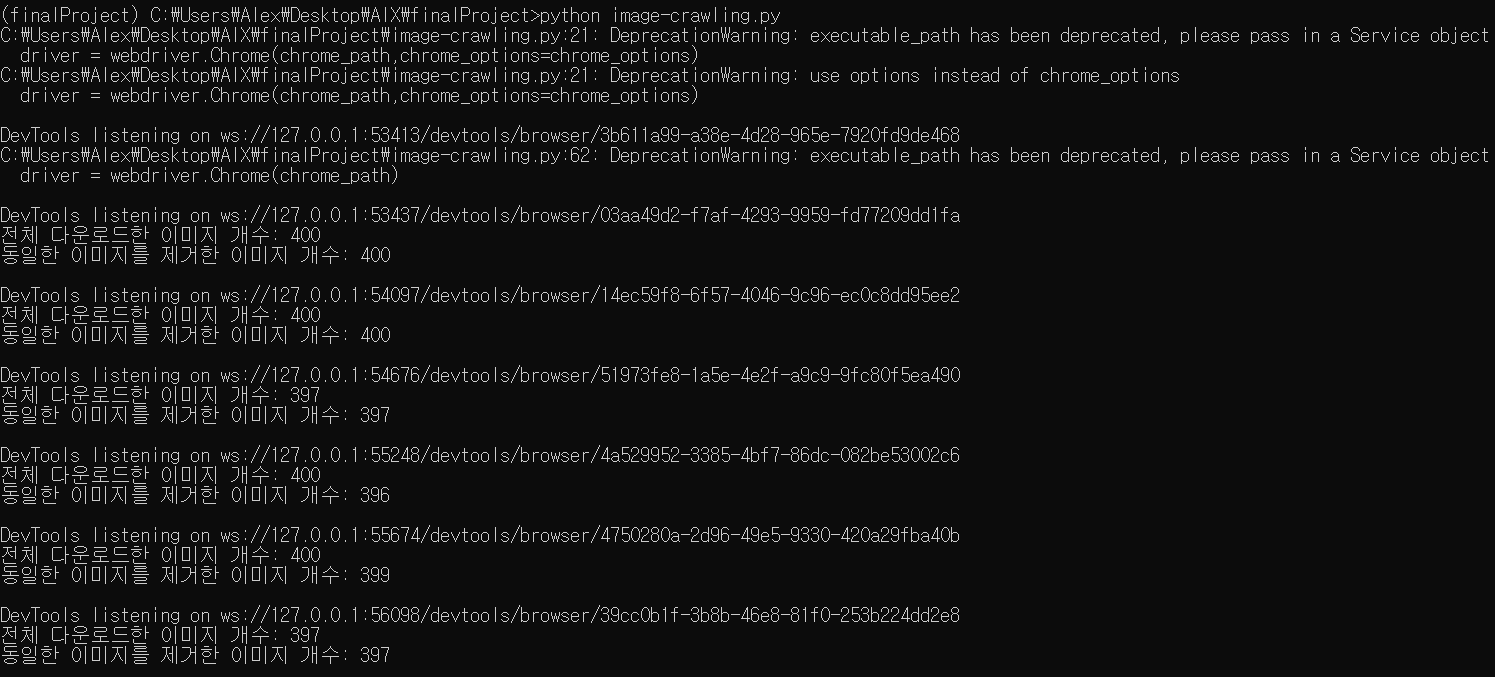 (finalProject) C:₩Users₩Alex₩Desktop₩AIX₩finalProject>python image-crawling.py
C:₩Users₩Alex₩Desktop₩AIX₩finalProject₩image-crawling.py:21: DeprecationWarning: executable_path has been deprecated, please pass in a Service object
driver = webdriver.Chrome(chrome_path,chrome_options=chrome_options)
C:₩Users₩Alex₩Desktop₩AIX₩finalProject₩image-crawling.py:21: DeprecationWarning: use options instead of chrome_options
driver = webdriver.Chrome(chrome_path,chrome_options=chrome_options)
DevTools listening on ws://127.0.0.1:53413/devtools/browser/3b611a99-a38e-4d28-965e-7920fd9de468
C:₩Users₩Alex₩Desktop₩AIX₩finalProject₩image-crawling.py:62: DeprecationWarning: executable_path has been deprecated, please pass in a Service object
driver = webdriver.Chrome(chrome_path)
DevTools listening on ws://127.0.0.1:53437/devtools/browser/03aa49d2-f7af-4293-9959-fd77209dd1fa
전체 다운로드한 이미지 개수: 400
동일한 이미지를 제거한 이미지 개수: 400
DevTools listening on ws://127.0.0.1:54097/devtools/browser/14ec59f8-6f57-4046-9c96-ec0c8dd95ee2
전체 다운로드한 이미지 개수: 400
동일한 이미지를 제거한 이미지 개수: 400
DevTools listening on ws://127.0.0.1:54676/devtools/browser/51973fe8-1a5e-4e2f-a9c9-9fc80f5ea490
전체 다운로드한 이미지 개수: 397
동일한 이미지를 제거한 이미지 개수: 397
DevTools listening on ws://127.0.0.1:55248/devtools/browser/4a529952-3385-4bf7-86dc-082be53002c6
전체 다운로드한 이미지 개수: 400
동일한 이미지를 제거한 이미지 개수: 396
DevTools listening on ws://127.0.0.1:55674/devtools/browser/4750280a-2d96-49e5-9330-420a29fba40b
전체 다운로드한 이미지 개수: 400
동일한 이미지를 제거한 이미지 개수: 399
DevTools listening on ws://127.0.0.1:56098/devtools/browser/39cc0b1f-3b8b-46e8-81f0-253b224dd2e8
전체 다운로드한 이미지 개수: 397
동일한 이미지를 제거한 이미지 개수: 397